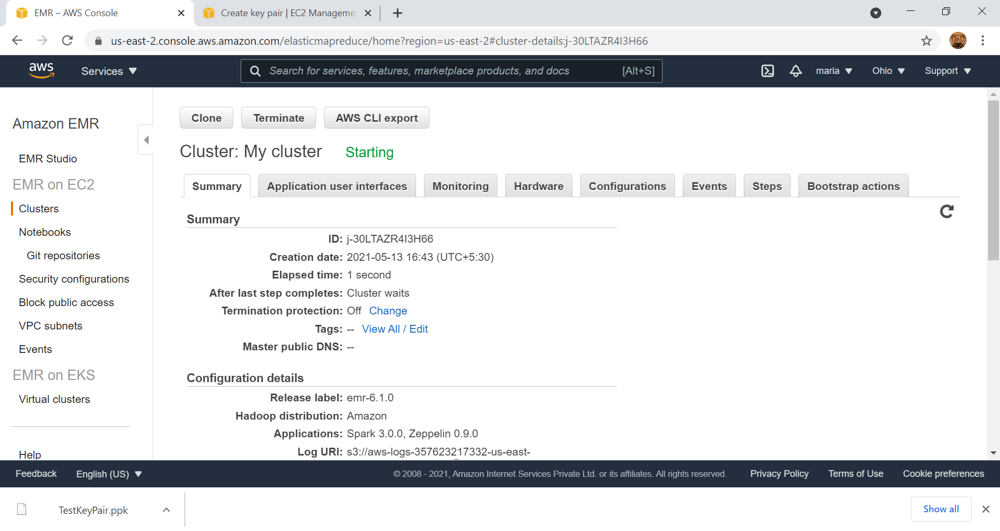 EMR – AWS Console
Create key pair | EC2 Manageme
us-east-2.console.aws.amazon.com/elasticmapreduce/home?region=us-east-2#cluster-details:j-30LTAZR4I3H66
aws
Services
Search for services, features, marketplace products, and docs
[Alt+S]
maria
Ohio
Support
Amazon EMR
EMR Studio
EMR on EC2
Clusters
Notebooks
Git repositories
Security configurations
Block public access
VPC subnets
Events
EMR on EKS
Virtual clusters
Help
Clone
Terminate
AWS CLI export
Cluster: My cluster
Starting
Summary
Application user interfaces
Monitoring
Hardware
Configurations
Events
Steps
Bootstrap actions
Summary
ID: j-30LTAZR4I3H66
Creation date: 2021-05-13 16:43 (UTC+5:30)
Elapsed time: 1 second
After last step completes: Cluster waits
Termination protection: Off Change
Tags: -- View All / Edit
Master public DNS: --
Configuration details
Release label: emr-6.1.0
Hadoop distribution: Amazon
Applications: Spark 3.0.0, Zeppelin 0.9.0
Log URI: s3://aws-logs-357623217332-us-east-
Feedback
English (US)
© 2008 - 2021, Amazon Internet Services Private Ltd. or its affiliates. All rights reserved.
Privacy Policy
Terms of Use
Cookie preferences
TestKeyPair.ppk
Show all